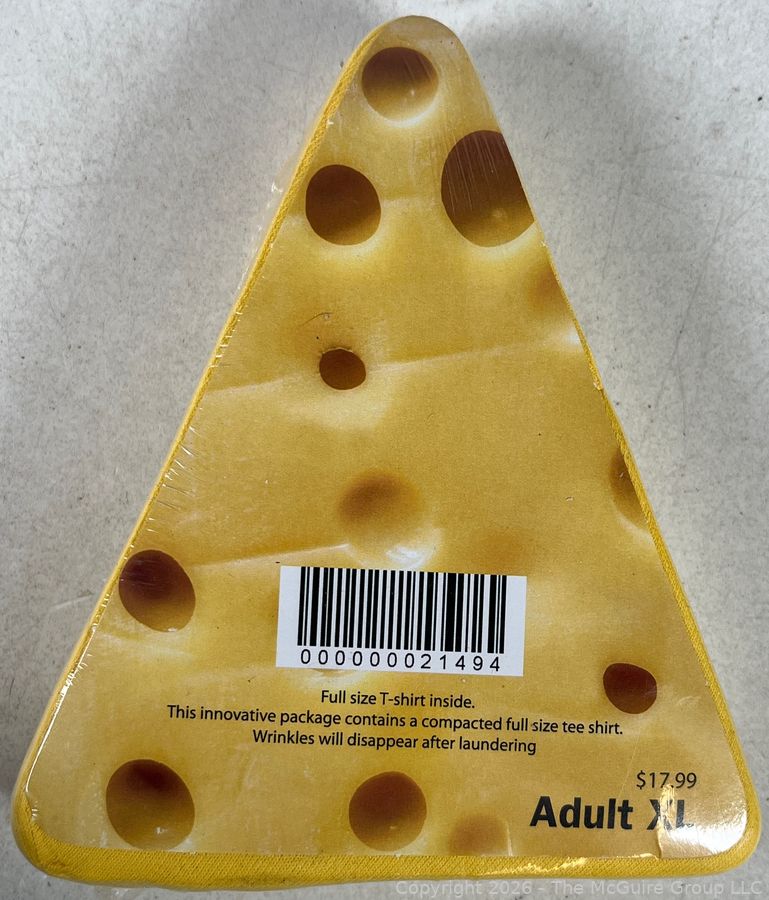 000000021494
Full size T-shirt inside.
This innovative package contains a compacted full size tee shirt.
Wrinkles will disappear after laundering
$17.99
Adult XL
Copyright 2026 - The McGuire Group LLC